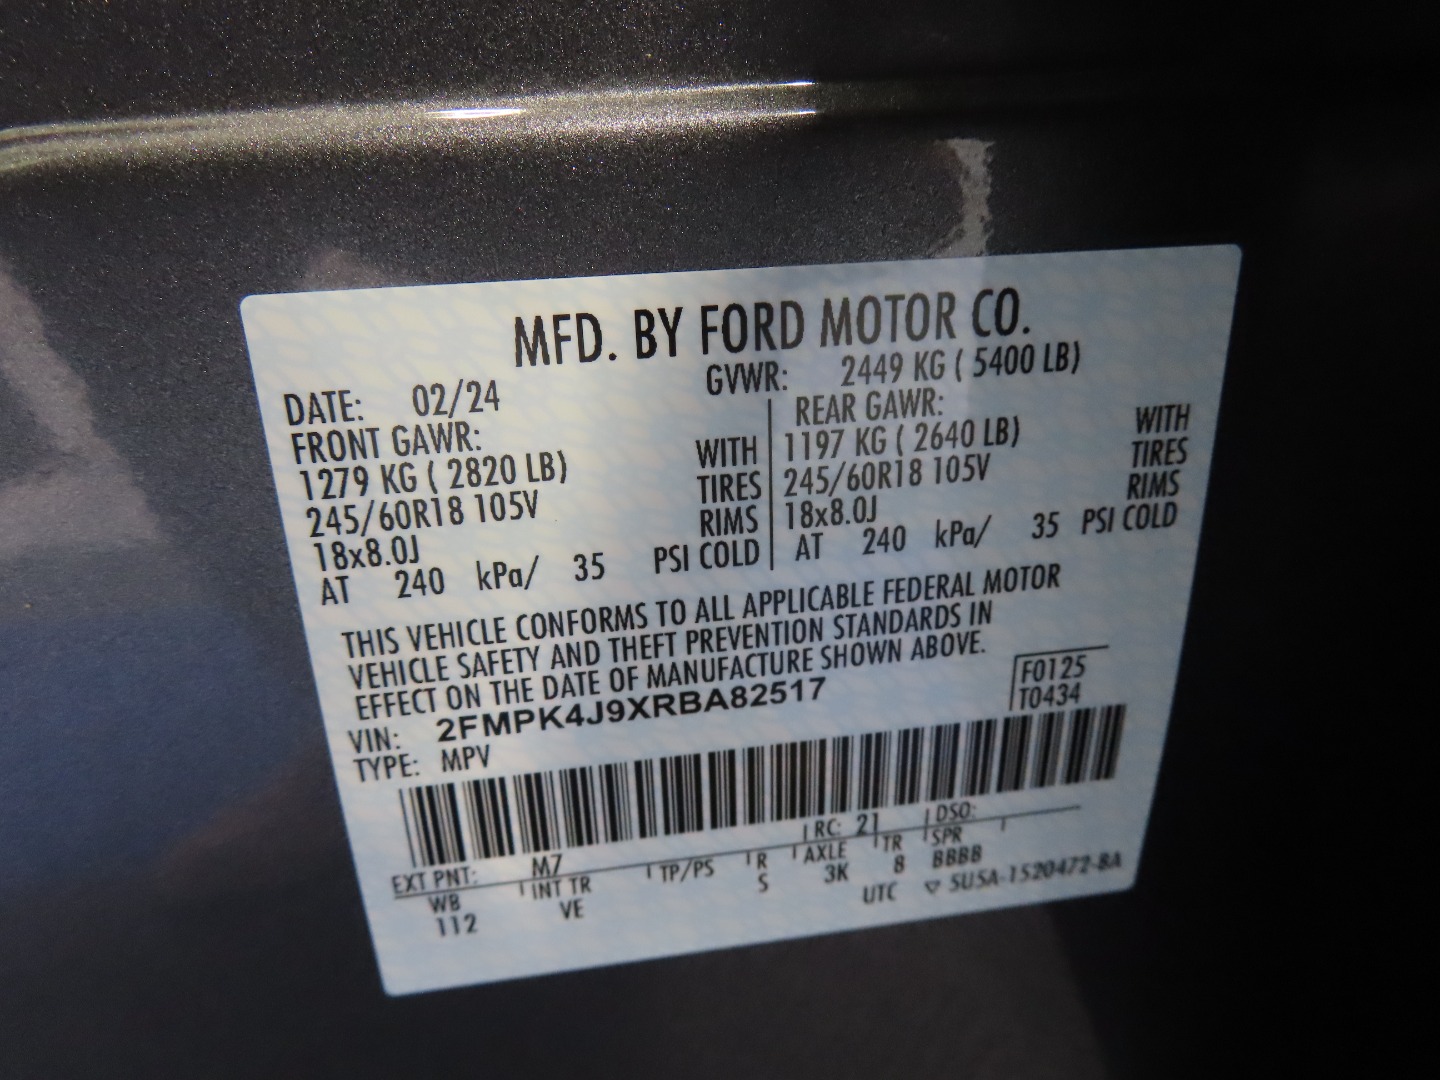 MFD. BY FORD MOTOR CO.
DATE: 02/24 GVWR: 2449 KG ( 5400 LB)
FRONT GAWR: REAR GAWR:
1279 KG ( 2820 LB) WITH 1197 KG ( 2640 LB) WITH
245/60R18 105V TIRES 245/60R18 105V TIRES
18x8.0J RIMS 18x8.0J RIMS
AT 240 kPa/ 35 PSI COLD AT 240 kPa/ 35 PSI COLD
THIS VEHICLE CONFORMS TO ALL APPLICABLE FEDERAL MOTOR
VEHICLE SAFETY AND THEFT PREVENTION STANDARDS IN
EFFECT ON THE DATE OF MANUFACTURE SHOWN ABOVE.
VIN: 2FMPK4J9XRBA82517 F0125
TYPE: MPV T0434
EXT PNT: M7 RC: 21 DSO:
WB INT TR TP/PS R AXLE TR SPR
112 VE S 3K 8 BBBB
UTC ▽ 5U5A-1520472-BA